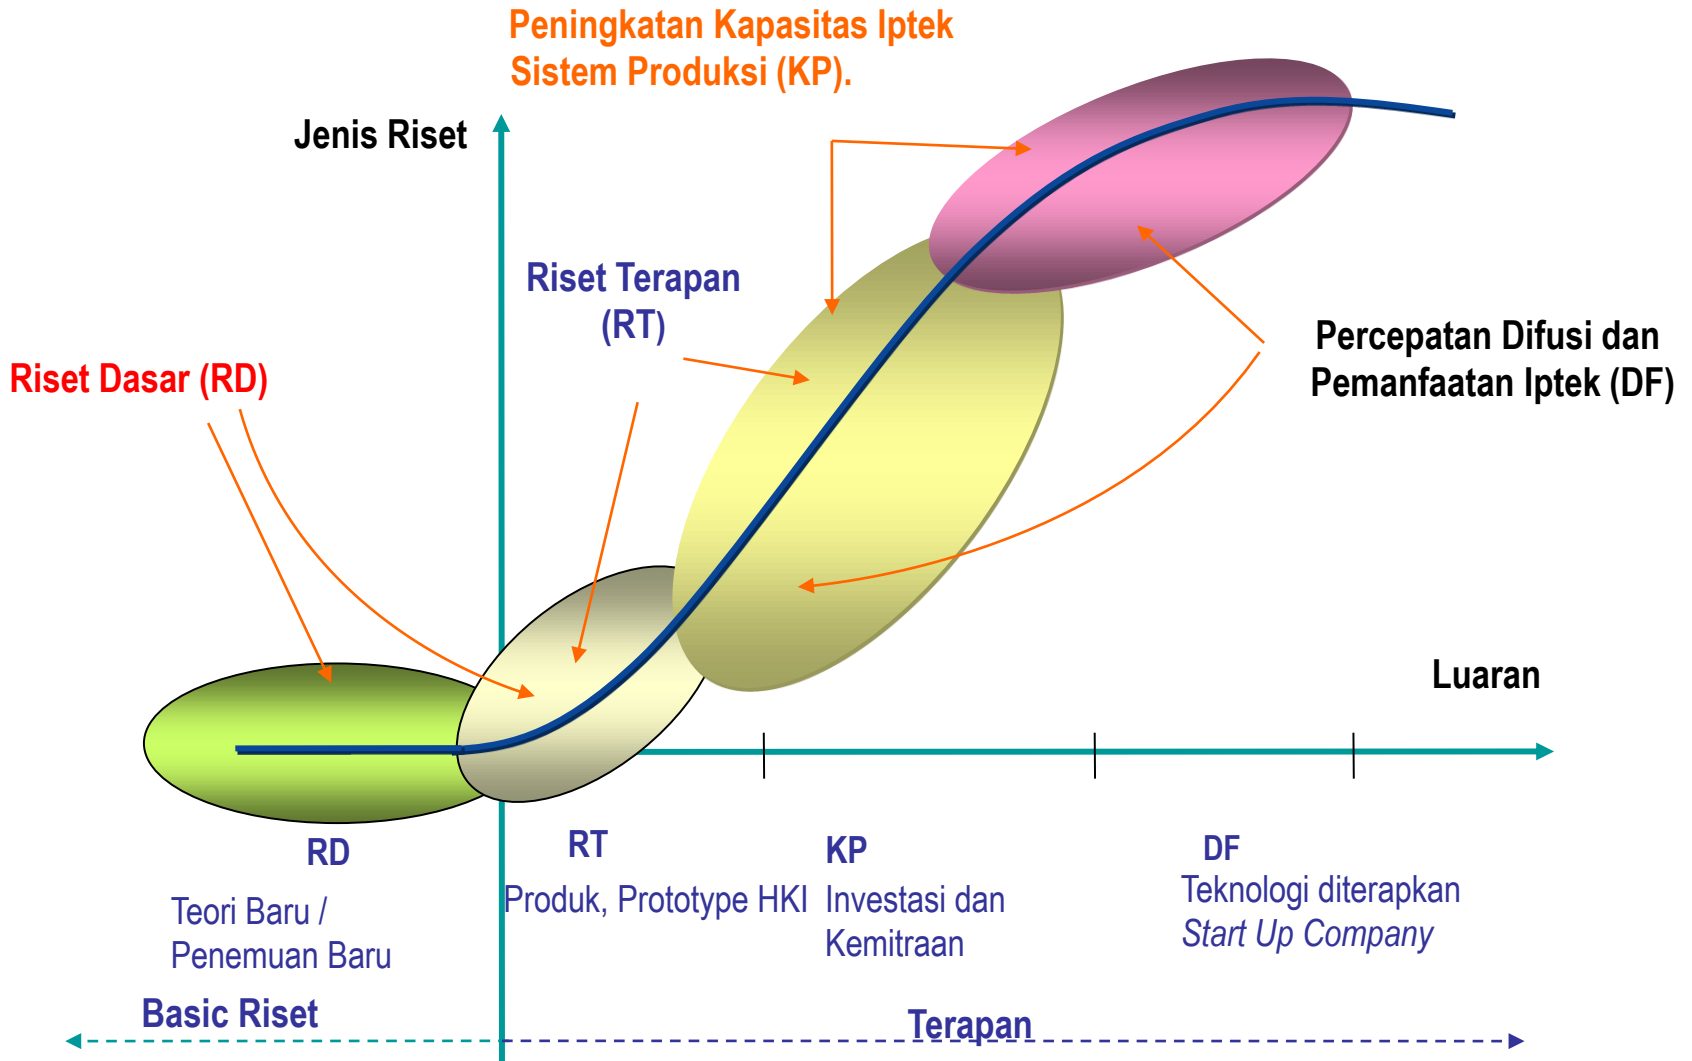 Peningkatan Kapasitas Iptek
Sistem Produksi (KP).
Jenis Riset
Riset Terapan
(RT)
Percepatan Difusi dan
Pemanfaatan Iptek (DF)
Riset Dasar (RD)
Luaran
RD
RT
KP
DF
Teori Baru /
Penemuan Baru
Produk, Prototype HKI
Investasi dan
Kemitraan
Teknologi diterapkan
Start Up Company
Basic Riset
Terapan